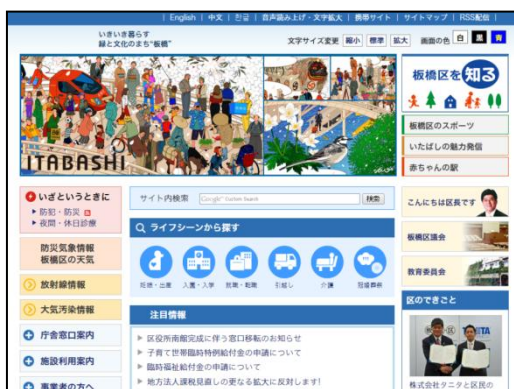 English | 中文 | 한글 | 音声読み上げ・文字拡大 | 携帯サイト | サイトマップ | RSS配信 |
いきいき暮らす
緑と文化のまち“板橋”
文字サイズ変更 縮小 標準 拡大 画面の色 白 黒 青
ITABASHI
板橋区を知る
板橋区のスポーツ
いたばしの魅力発信
赤ちゃんの駅
いざというときに
防犯・防災
夜間・休日診療
防災気象情報
板橋区の天気
放射線情報
大気汚染情報
庁舎窓口案内
施設利用案内
事業者の方へ
サイト内検索 Google Custom Search 検索
ライフシーンから探す
妊娠・出産 入園・入学 就職・転職 引越し 介護 冠婚葬祭
注目情報
区役所南館完成に伴う窓口移転のお知らせ
子育て世帯臨時特例給付金の申請について
臨時福祉給付金の申請について
地方法人課税見直しの更なる拡大に反対します!
こんにちは区長です
板橋区議会
教育委員会
区のできごと
TANITA
株式会社タニタと区民の